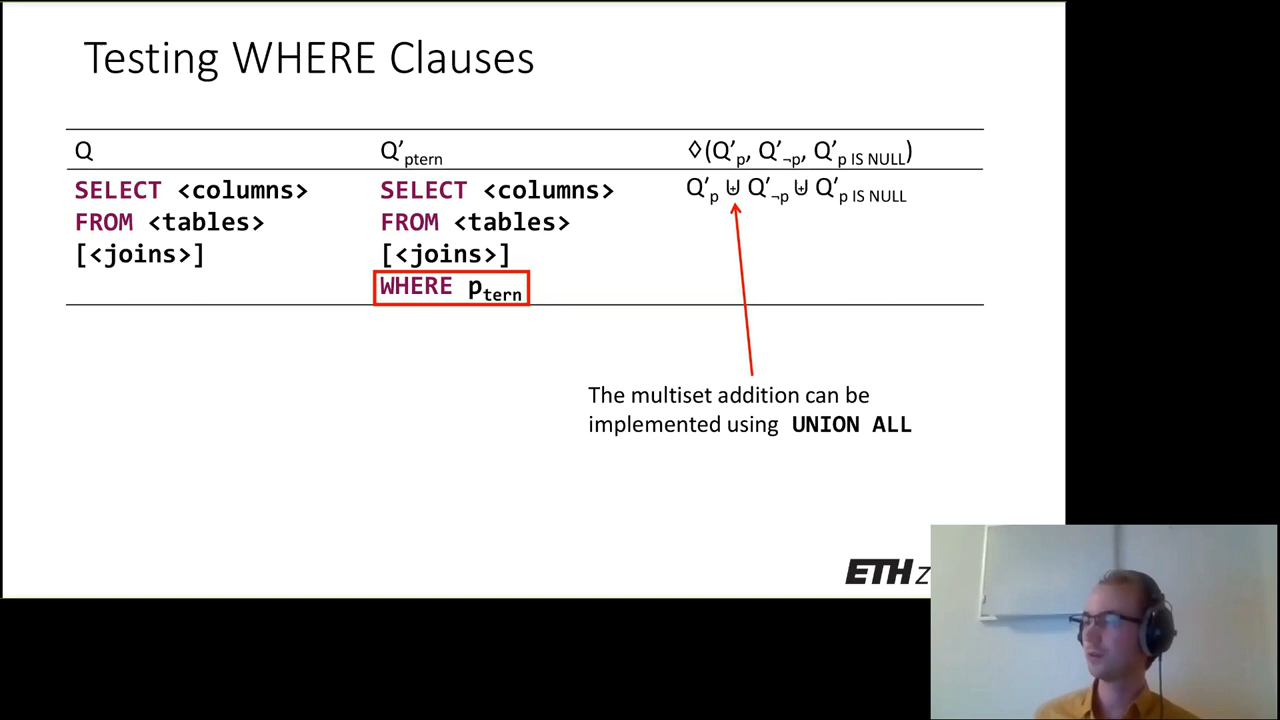 Testing WHERE Clauses
Q Q’ptern ◊(Q’p, Q’¬p, Q’p IS NULL)
SELECT <columns> SELECT <columns> Q’p ⊎ Q’¬p ⊎ Q’p IS NULL
FROM <tables> FROM <tables>
[<joins>] [<joins>]
WHERE ptern
The multiset addition can be
implemented using UNION ALL
ETH